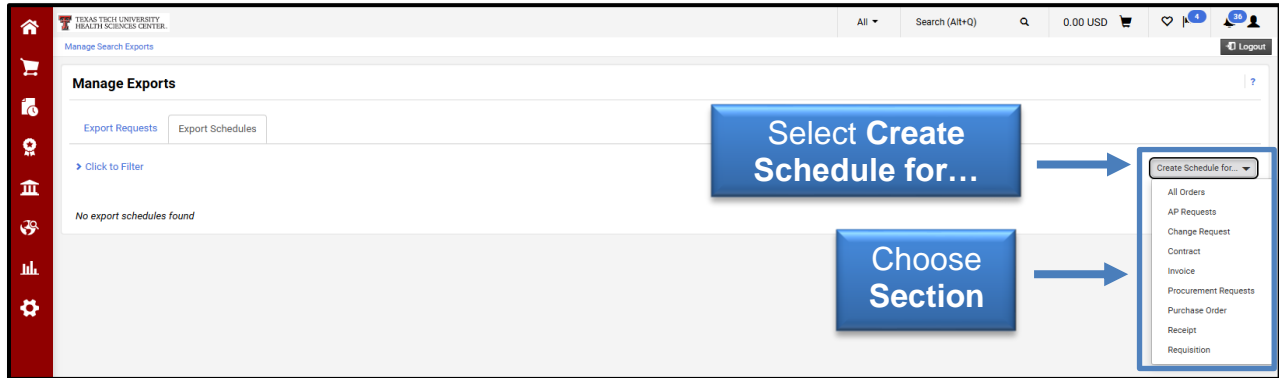 TEXAS TECH UNIVERSITY
HEALTH SCIENCES CENTER.
All
Search (Alt+Q)
0.00 USD
4
36
Manage Search Exports
Logout
Manage Exports
?
Export Requests
Export Schedules
Click to Filter
No export schedules found
Select Create
Schedule for...
Create Schedule for...
All Orders
AP Requests
Change Request
Contract
Invoice
Procurement Requests
Purchase Order
Receipt
Requisition
Choose
Section